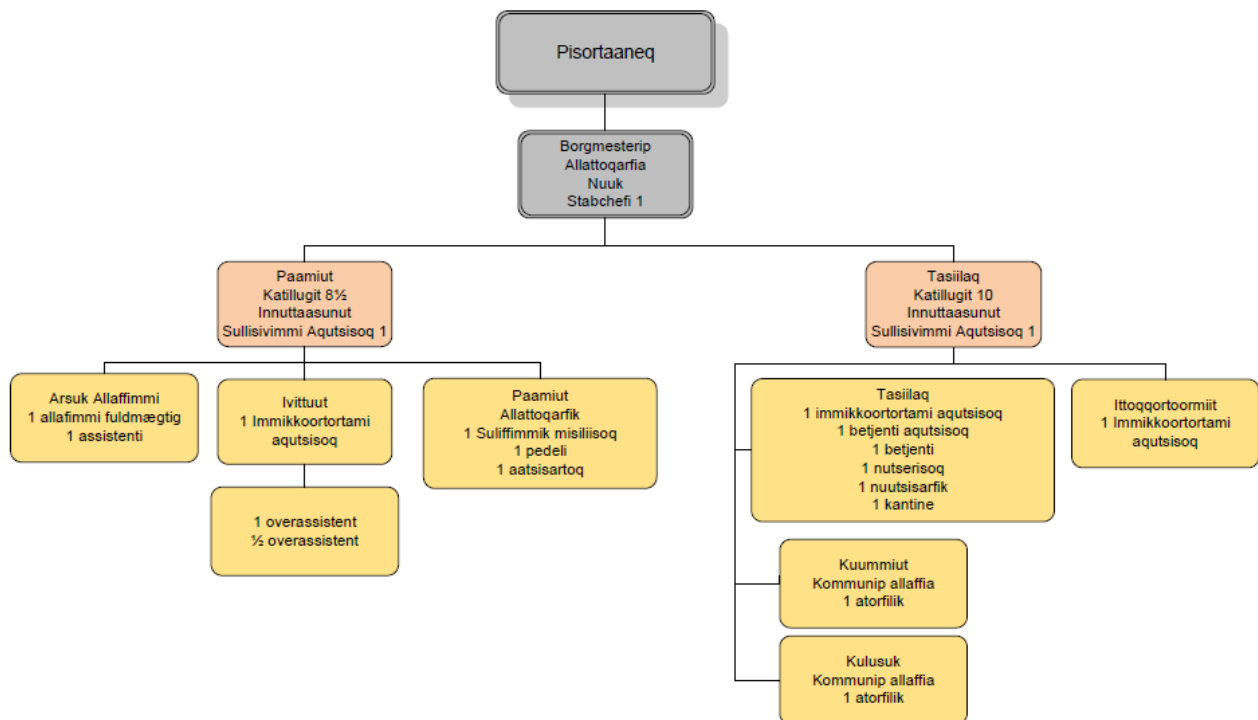 Pisortaaneq
Borgmesterip
Allattoqarfia
Nuuk
Stabchefi 1
Paamiut
Katillugit 8½
Innuttaasunut
Sullisivimmi Aqutsisoq 1
Tasiilaq
Katillugit 10
Innuttaasunut
Sullisivimmi Aqutsisoq 1
Arsuk Allaffimmi
1 allafimmi fuldmægtig
1 assistenti
Ivittuut
1 Immikkoortortami
aqutsisoq
Paamiut
Allattoqarfik
1 Suliffimmik misiliisoq
1 pedeli
1 aatsisartoq
Tasiilaq
1 immikkoortortami aqutsisoq
1 betjenti aqutsisoq
1 betjenti
1 nutserisoq
1 nuutsisarfik
1 kantine
Ittoqqortoormiit
1 Immikkoortortami
aqutsisoq
1 overassistent
½ overassistent
Kuummiut
Kommunip allaffia
1 atorfilik
Kulusuk
Kommunip allaffia
1 atorfilik